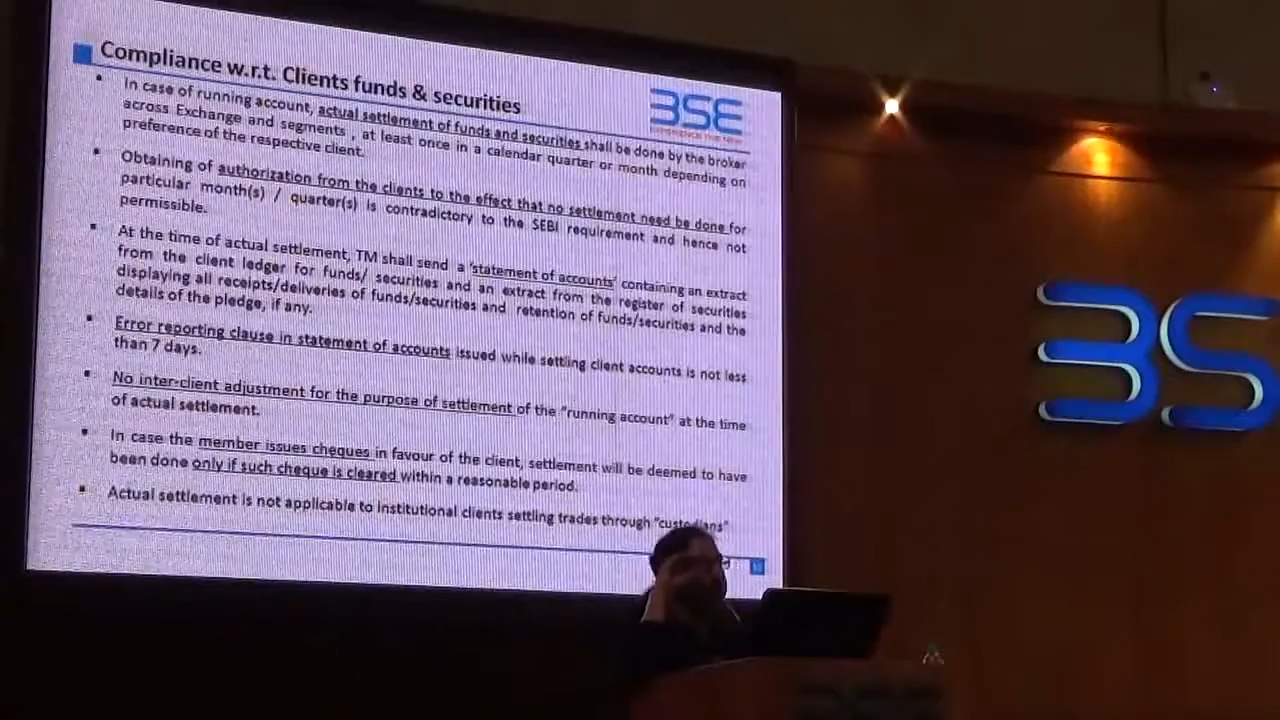 Compliance w.r.t. Clients funds & securities
BSE
EXPERIENCE THE NEW
In case of running account, actual settlement of funds and securities shall be done by the broker
across Exchange and segments , at least once in a calendar quarter or month depending on
preference of the respective client.
Obtaining of authorization from the clients to the effect that no settlement need be done for
particular month(s) / quarter(s) is contradictory to the SEBI requirement and hence not
permissible.
At the time of actual settlement, TM shall send a ‘statement of accounts’ containing an extract
from the client ledger for funds/ securities and an extract from the register of securities
displaying all receipts/deliveries of funds/securities and retention of funds/securities and the
details of the pledge, if any.
Error reporting clause in statement of accounts issued while settling client accounts is not less
than 7 days.
No inter-client adjustment for the purpose of settlement of the “running account” at the time
of actual settlement.
In case the member issues cheques in favour of the client, settlement will be deemed to have
been done only if such cheque is cleared within a reasonable period.
Actual settlement is not applicable to institutional clients settling trades through “custodians”
BS